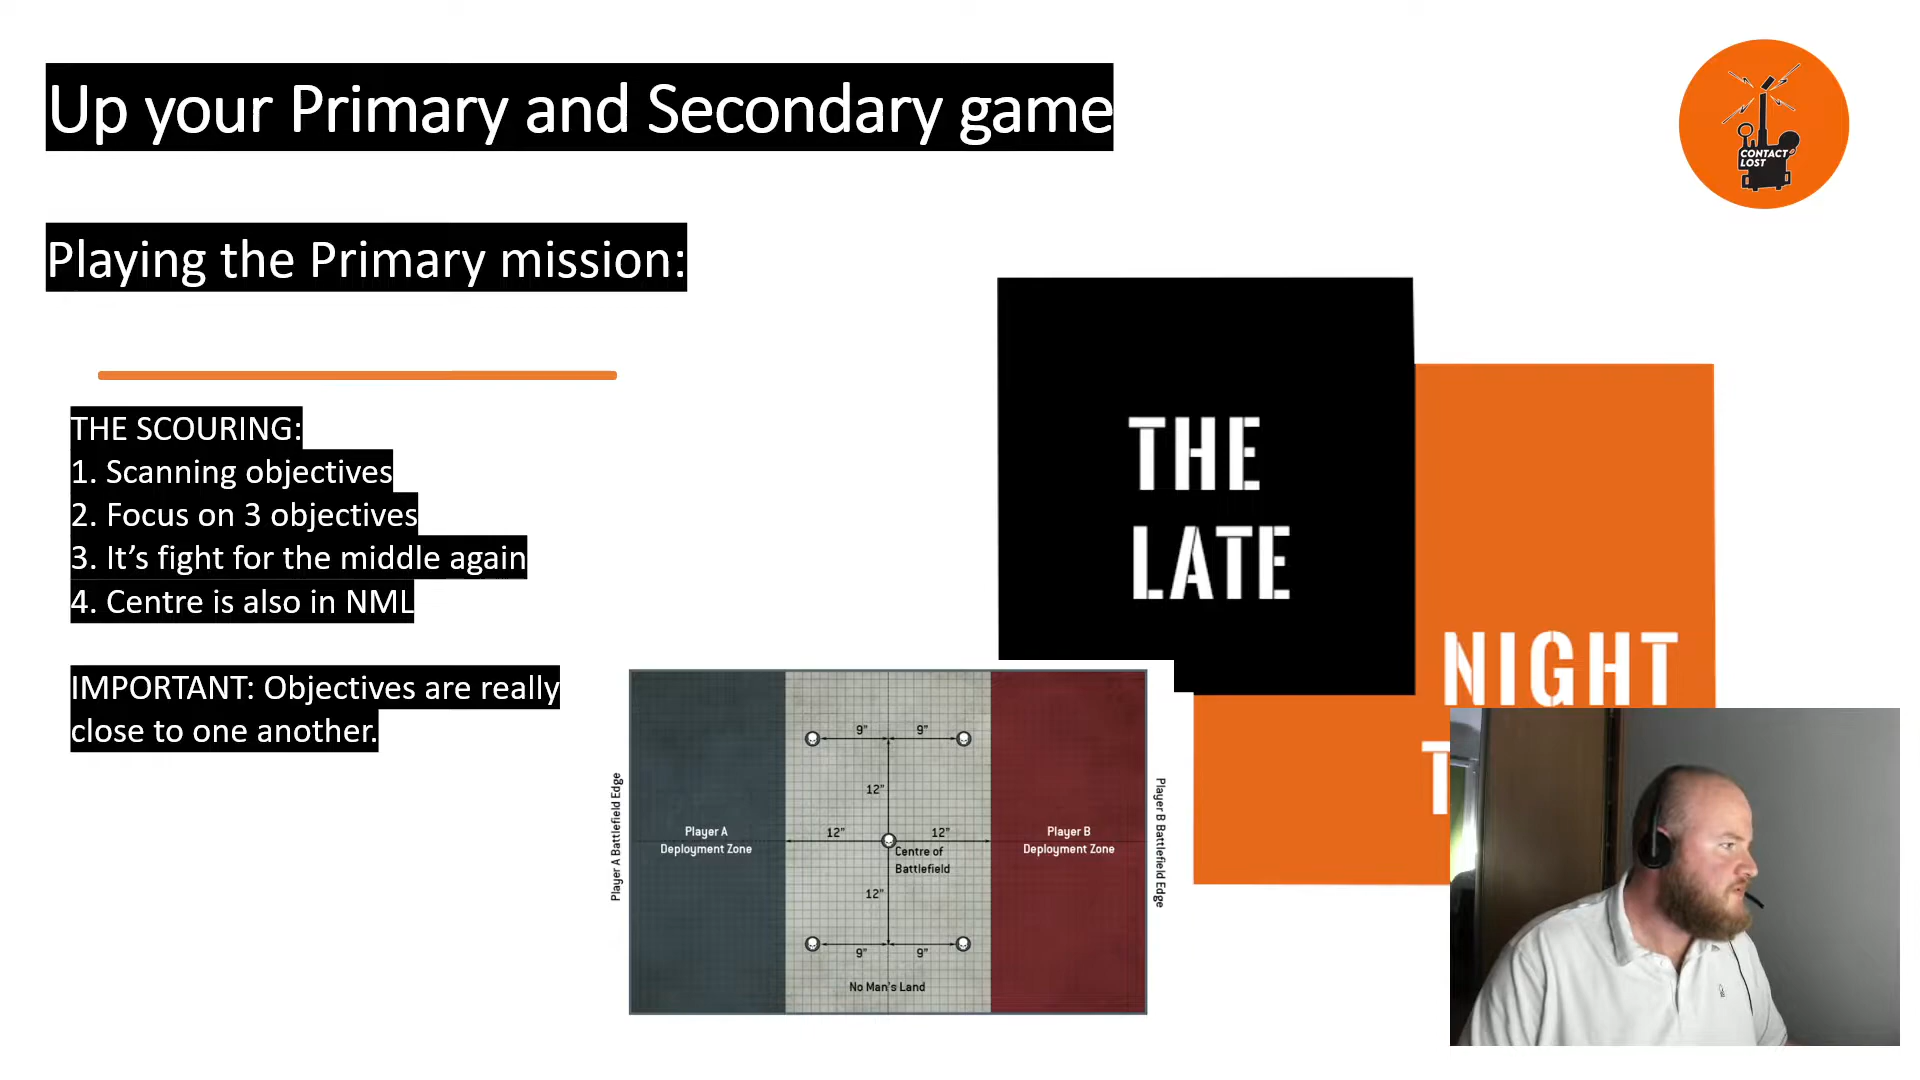 Up your Primary and Secondary game
CONTACT
LOST
Playing the Primary mission:
THE SCOURING:
1. Scanning objectives
2. Focus on 3 objectives
3. It’s fight for the middle again
4. Centre is also in NML
IMPORTANT: Objectives are really
close to one another.
THE
LATE
NIGHT
T
Player A Battlefield Edge
Player A
Deployment Zone
9" 9"
12"
12" 12"
Centre of
Battlefield
12"
9" 9"
No Man's Land
Player B
Deployment Zone
Player B Battlefield Edge